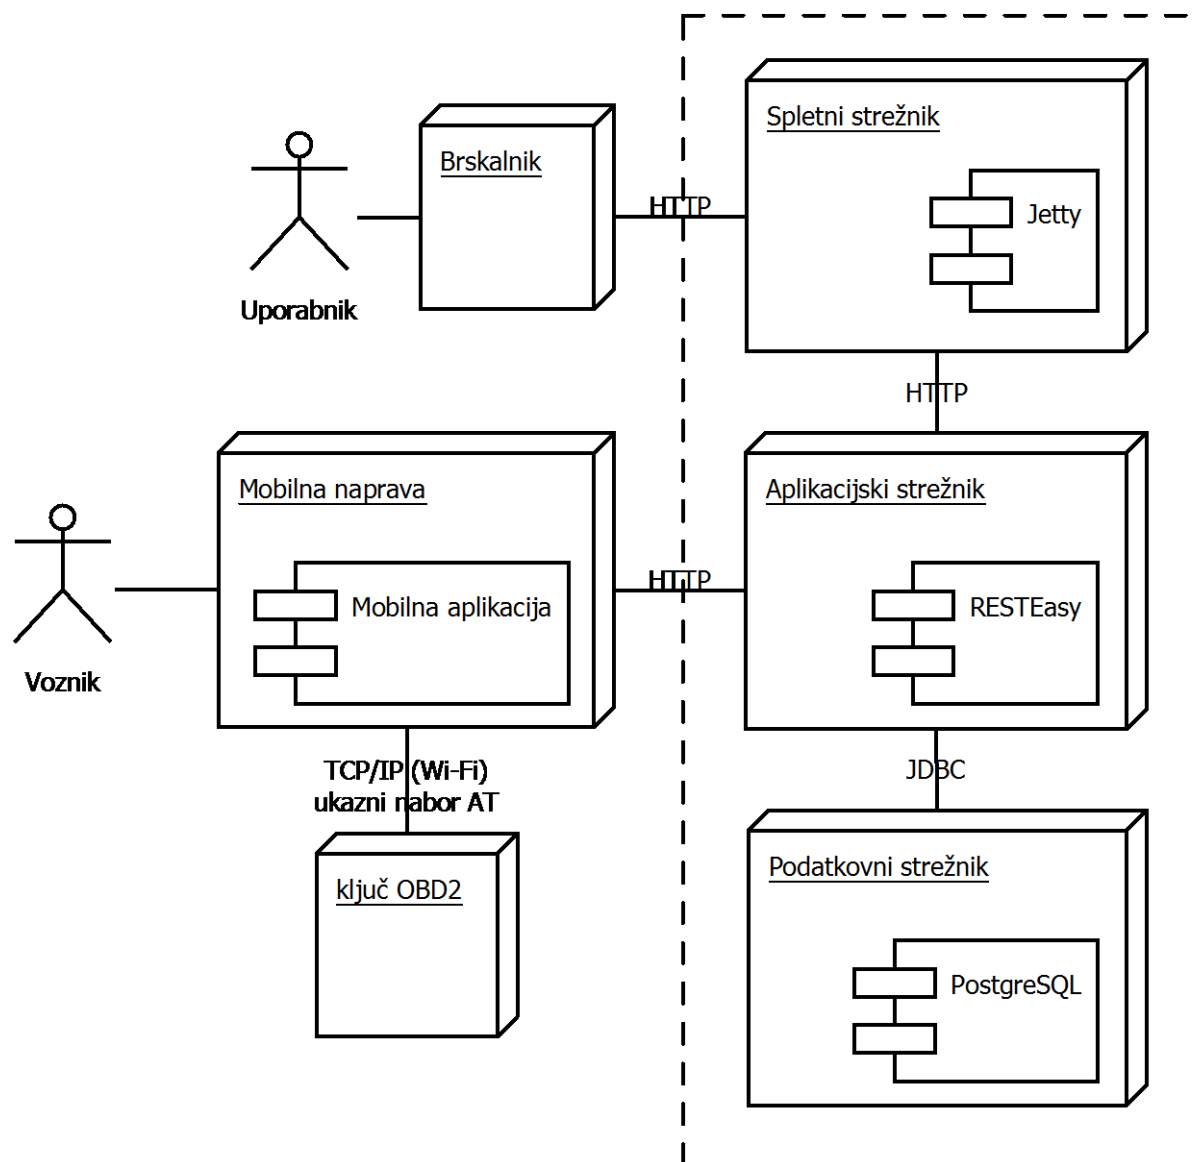 Spletni strežnik
Brskalnik
HTTP
Jetty
Uporabnik
HTTP
Mobilna naprava
Aplikacijski strežnik
HTTP
Mobilna aplikacija
RESTEasy
Voznik
TCP/IP (Wi-Fi)
ukazni nabor AT
JDBC
Podatkovni strežnik
ključ OBD2
PostgreSQL